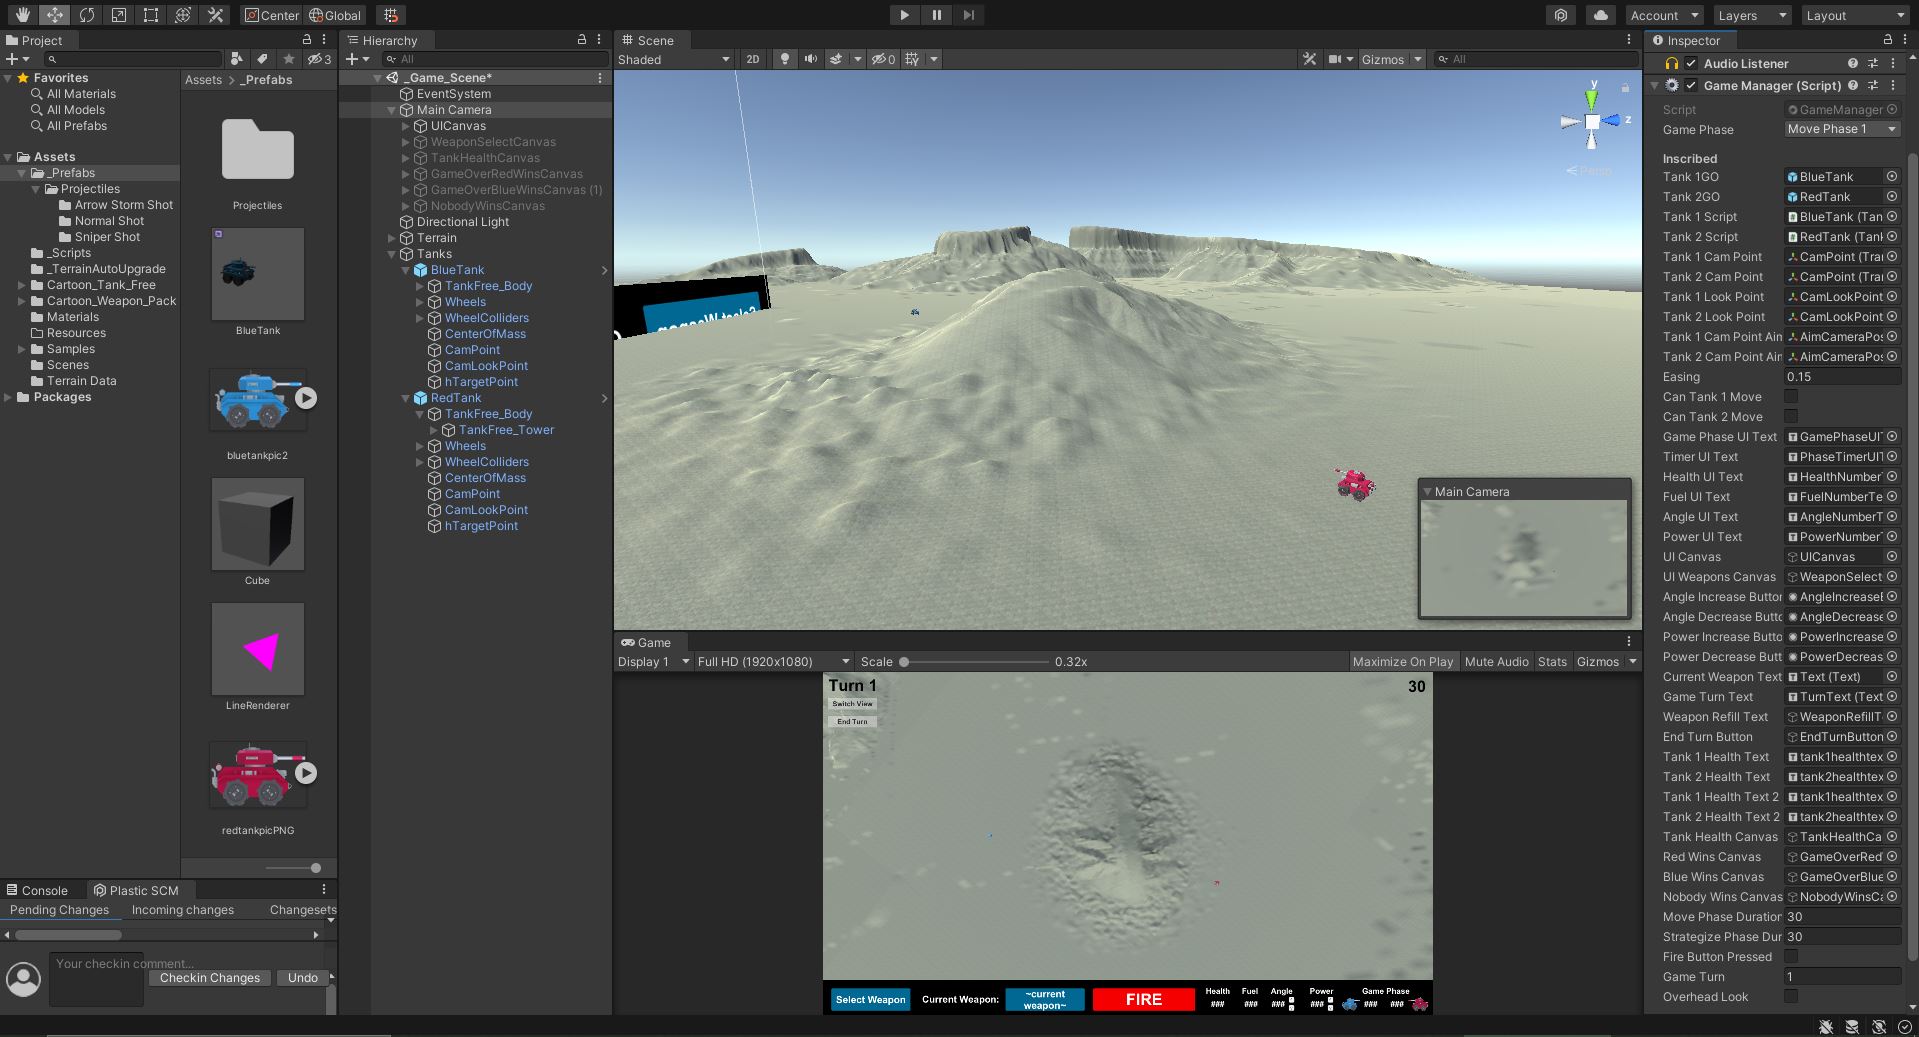 Center
Global
Account
Layers
Layout
Project
3
Favorites
All Materials
All Models
All Prefabs
Assets
_Prefabs
Projectiles
Arrow Storm Shot
Normal Shot
Sniper Shot
_Scripts
_TerrainAutoUpgrade
Cartoon_Tank_Free
Cartoon_Weapon_Pack
Materials
Resources
Samples
Scenes
Terrain Data
Packages
Assets > _Prefabs
Projectiles
BlueTank
bluetankpic2
Cube
LineRenderer
redtankpicPNG
Console
Plastic SCM
Pending Changes
Incoming changes
Changesets
Your checkin comment...
Checkin Changes
Undo
Hierarchy
All
_Game_Scene*
EventSystem
Main Camera
UICanvas
WeaponSelectCanvas
TankHealthCanvas
GameOverRedWinsCanvas
GameOverBlueWinsCanvas (1)
NobodyWinsCanvas
Directional Light
Terrain
Tanks
BlueTank
TankFree_Body
Wheels
WheelColliders
CenterOfMass
CamPoint
CamLookPoint
hTargetPoint
RedTank
TankFree_Body
TankFree_Tower
Wheels
WheelColliders
CenterOfMass
CamPoint
CamLookPoint
hTargetPoint
Scene
Shaded
2D
0
Gizmos
All
y
z
Persp
Main Camera
Game
Display 1
Full HD (1920x1080)
Scale
0.32x
Maximize On Play
Mute Audio
Stats
Gizmos
Turn 1
30
Switch View
End Turn
Select Weapon
Current Weapon:
~current
weapon~
FIRE
Health
###
Fuel
###
Angle
###
Power
###
Game Phase
### ###
Inspector
Audio Listener
Game Manager (Script)
Script GameManager
Game Phase Move Phase 1
Inscribed
Tank 1GO BlueTank
Tank 2GO RedTank
Tank 1 Script BlueTank (Tan
Tank 2 Script RedTank (Tank
Tank 1 Cam Point CamPoint (Tra
Tank 2 Cam Point CamPoint (Tra
Tank 1 Look Point CamLookPoint
Tank 2 Look Point CamLookPoint
Tank 1 Cam Point Aim AimCameraPos
Tank 2 Cam Point Aim AimCameraPos
Easing 0.15
Can Tank 1 Move
Can Tank 2 Move
Game Phase UI Text GamePhaseUIT
Timer UI Text PhaseTimerUIT
Health UI Text HealthNumberT
Fuel UI Text FuelNumberTe
Angle UI Text AngleNumberT
Power UI Text PowerNumberT
UI Canvas UICanvas
UI Weapons Canvas WeaponSelect
Angle Increase Button AngleIncreaseB
Angle Decrease Butto AngleDecrease
Power Increase Butto PowerIncrease
Power Decrease Butt PowerDecreas
Current Weapon Text Text (Text)
Game Turn Text TurnText (Text
Weapon Refill Text WeaponRefillT
End Turn Button EndTurnButton
Tank 1 Health Text tank1healthtex
Tank 2 Health Text tank2healthtex
Tank 1 Health Text 2 tank1healthtex
Tank 2 Health Text 2 tank2healthtex
Tank Health Canvas TankHealthCa
Red Wins Canvas GameOverRed
Blue Wins Canvas GameOverBlue
Nobody Wins Canvas NobodyWinsCa
Move Phase Duration 30
Strategize Phase Dur 30
Fire Button Pressed
Game Turn 1
Overhead Look